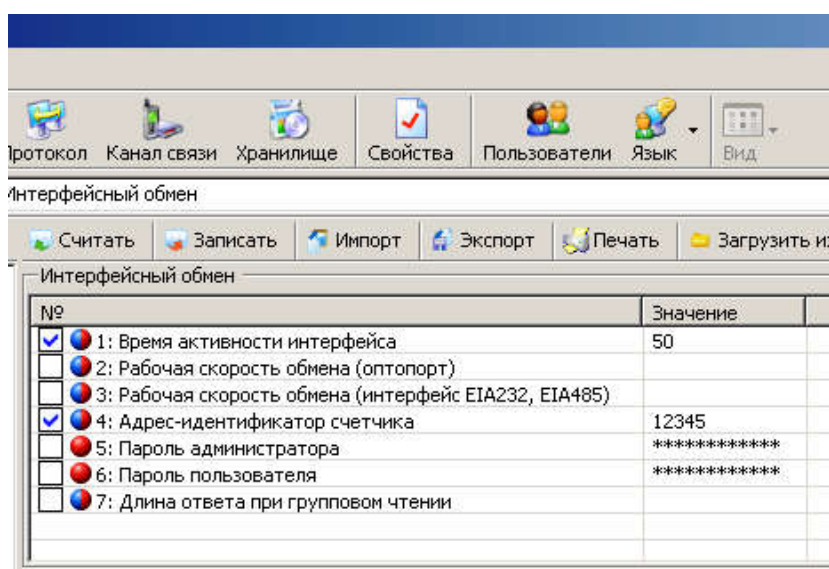 Протокол Канал связи Хранилище Свойства Пользователи Язык Вид
Интерфейсный обмен
Считать Записать Импорт Экспорт Печать Загрузить из
Интерфейсный обмен
№ Значение
1: Время активности интерфейса 50
2: Рабочая скорость обмена (оптопорт)
3: Рабочая скорость обмена (интерфейс EIA232, EIA485)
4: Адрес-идентификатор счетчика 12345
5: Пароль администратора ************
6: Пароль пользователя ************
7: Длина ответа при групповом чтении